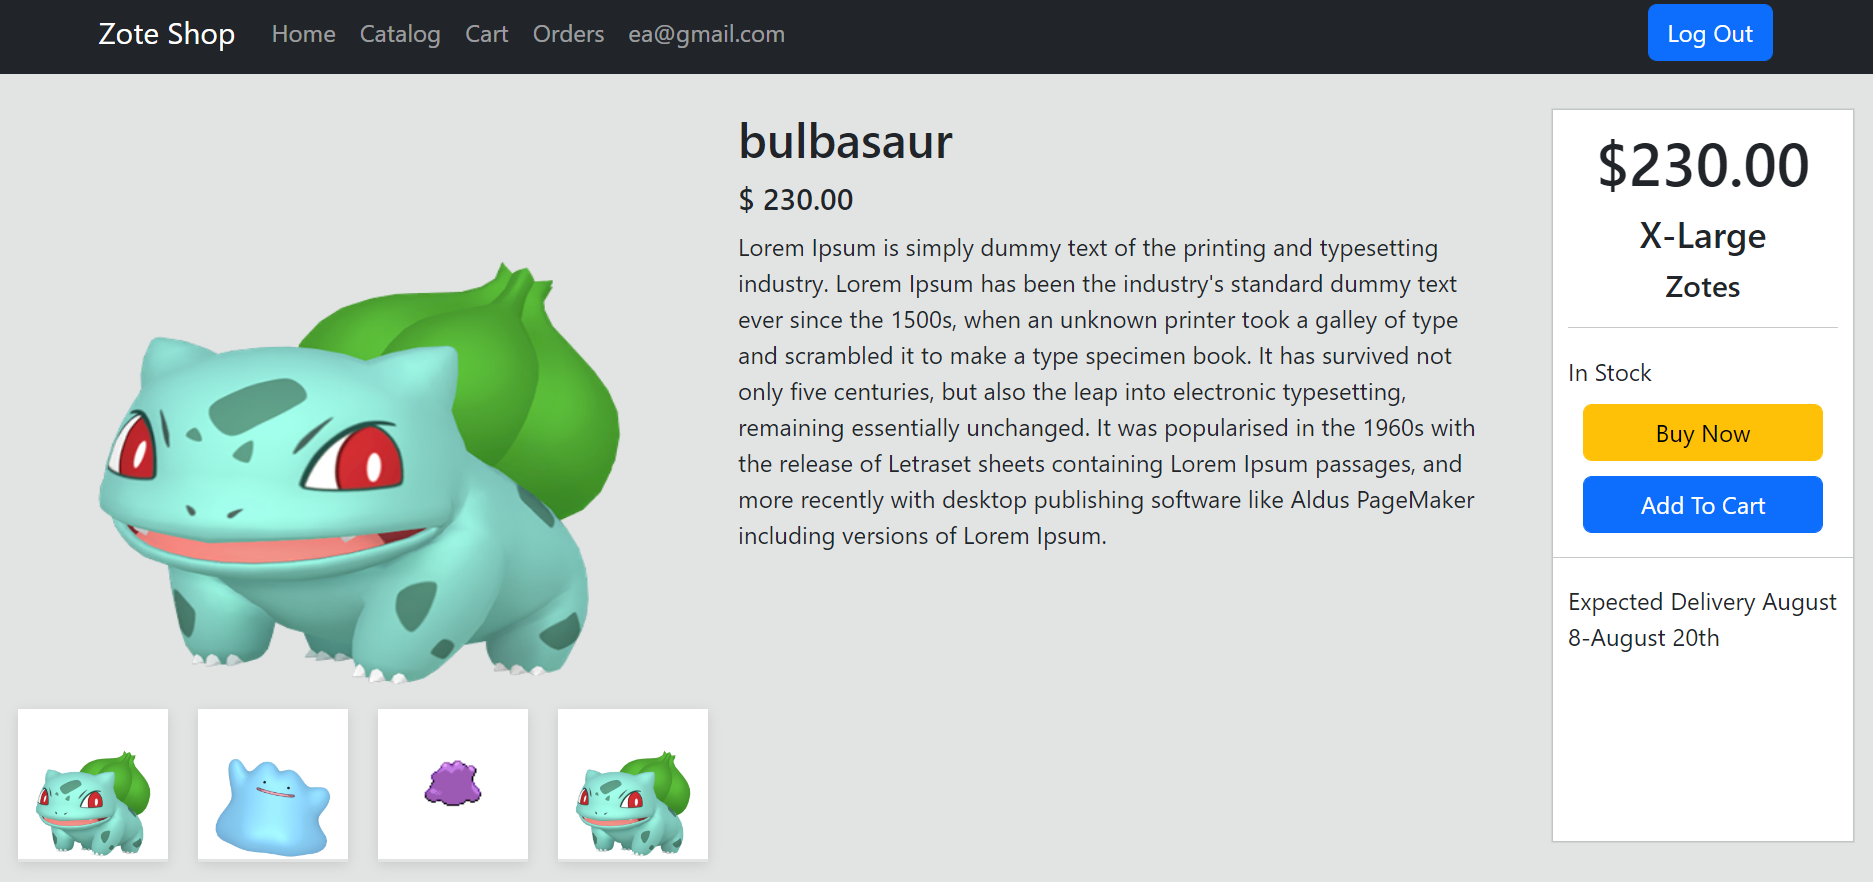 Zote Shop Home Catalog Cart Orders ea@gmail.com Log Out
bulbasaur
$ 230.00
Lorem Ipsum is simply dummy text of the printing and typesetting
industry. Lorem Ipsum has been the industry's standard dummy text
ever since the 1500s, when an unknown printer took a galley of type
and scrambled it to make a type specimen book. It has survived not
only five centuries, but also the leap into electronic typesetting,
remaining essentially unchanged. It was popularised in the 1960s with
the release of Letraset sheets containing Lorem Ipsum passages, and
more recently with desktop publishing software like Aldus PageMaker
including versions of Lorem Ipsum.
$230.00
X-Large
Zotes
In Stock
Buy Now
Add To Cart
Expected Delivery August
8-August 20th